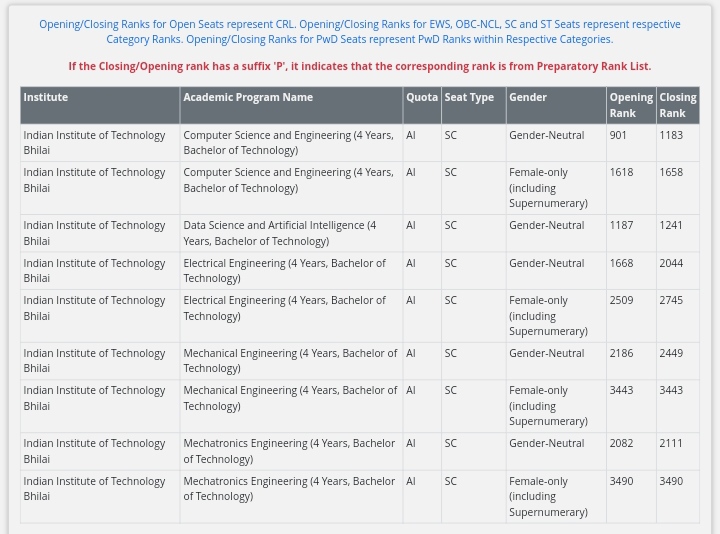 Opening/Closing Ranks for Open Seats represent CRL. Opening/Closing Ranks for EWS, OBC-NCL, SC and ST Seats represent respective
Category Ranks. Opening/Closing Ranks for PwD Seats represent PwD Ranks within Respective Categories.
If the Closing/Opening rank has a suffix 'P', it indicates that the corresponding rank is from Preparatory Rank List.
Institute Academic Program Name Quota Seat Type Gender Opening Closing
Rank Rank
Indian Institute of Technology Computer Science and Engineering (4 Years, AI SC Gender-Neutral 901 1183
Bhilai Bachelor of Technology)
Indian Institute of Technology Computer Science and Engineering (4 Years, AI SC Female-only 1618 1658
Bhilai Bachelor of Technology) (including
Supernumerary)
Indian Institute of Technology Data Science and Artificial Intelligence (4 AI SC Gender-Neutral 1187 1241
Bhilai Years, Bachelor of Technology)
Indian Institute of Technology Electrical Engineering (4 Years, Bachelor of AI SC Gender-Neutral 1668 2044
Bhilai Technology)
Indian Institute of Technology Electrical Engineering (4 Years, Bachelor of AI SC Female-only 2509 2745
Bhilai Technology) (including
Supernumerary)
Indian Institute of Technology Mechanical Engineering (4 Years, Bachelor of AI SC Gender-Neutral 2186 2449
Bhilai Technology)
Indian Institute of Technology Mechanical Engineering (4 Years, Bachelor of AI SC Female-only 3443 3443
Bhilai Technology) (including
Supernumerary)
Indian Institute of Technology Mechatronics Engineering (4 Years, Bachelor AI SC Gender-Neutral 2082 2111
Bhilai of Technology)
Indian Institute of Technology Mechatronics Engineering (4 Years, Bachelor AI SC Female-only 3490 3490
Bhilai of Technology) (including
Supernumerary)